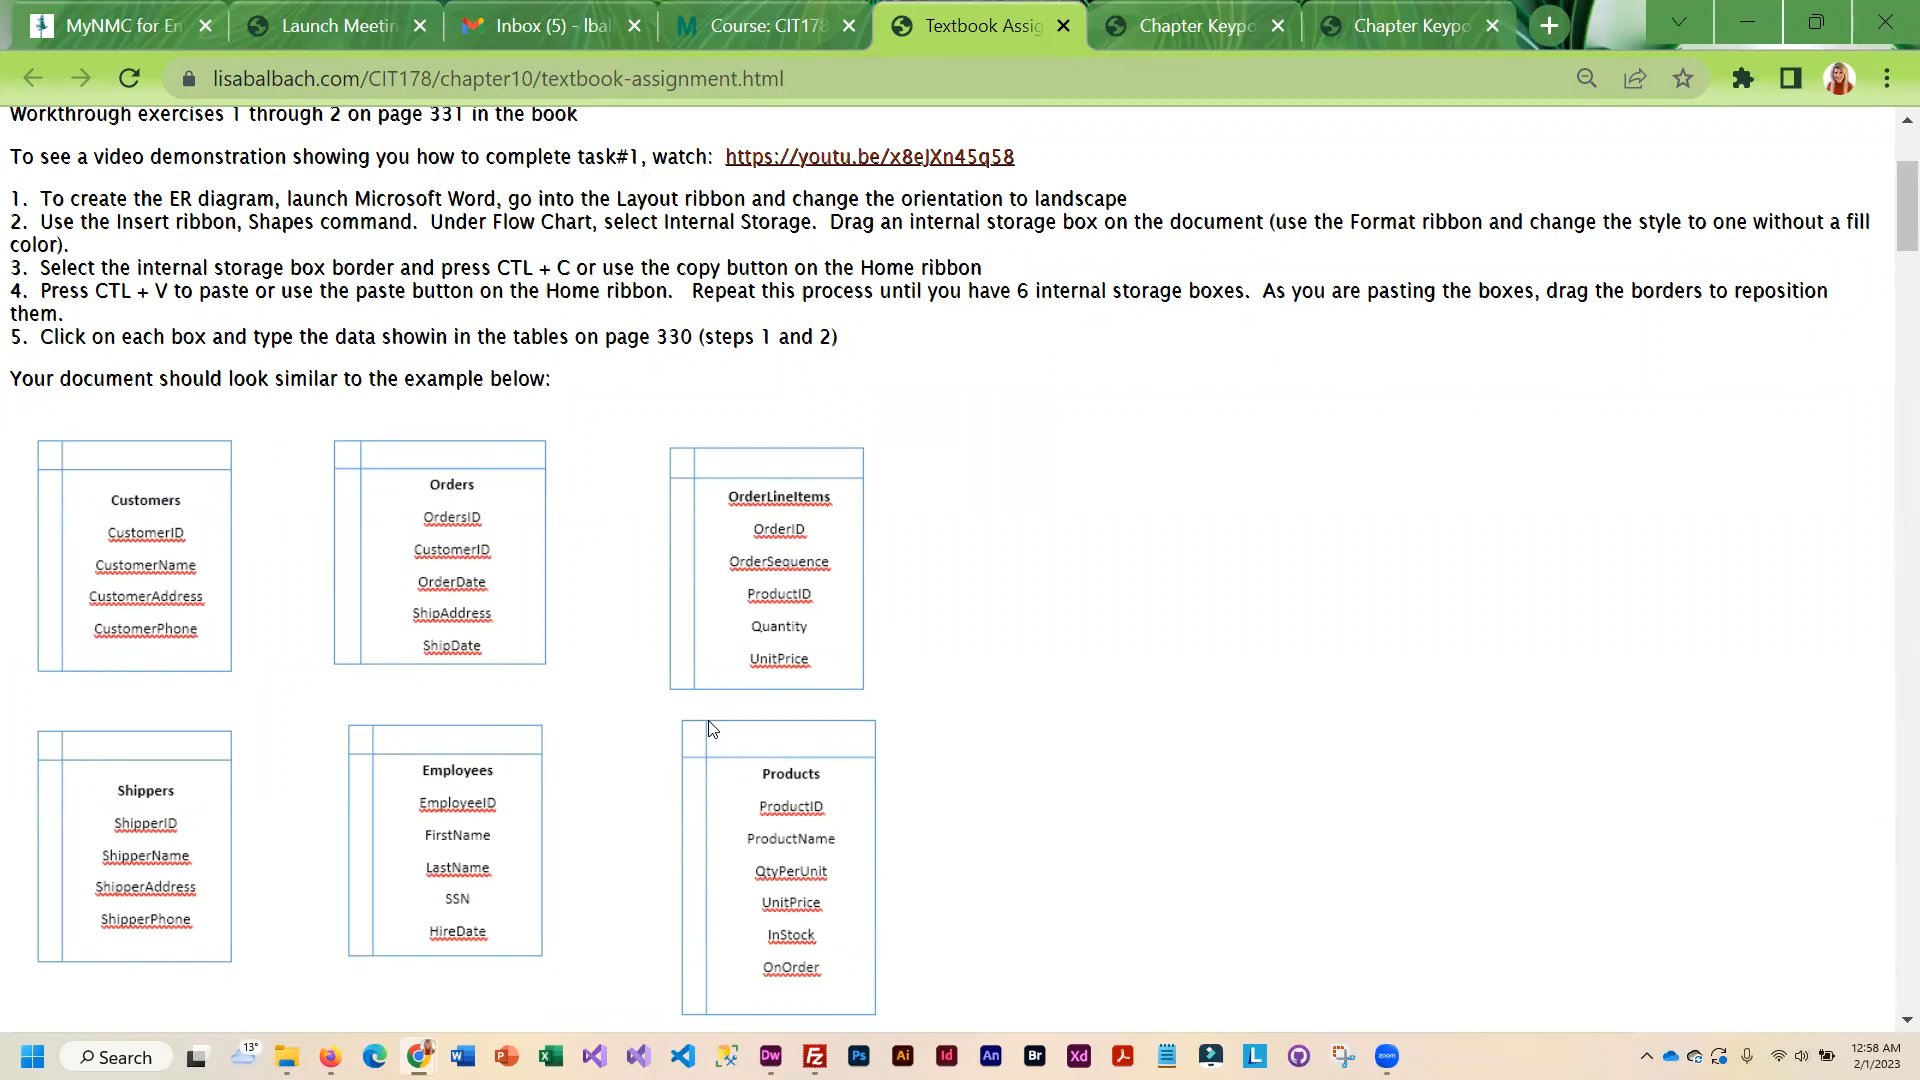 MyNMC for En
Launch Meetin
Inbox (5) - lbal
Course: CIT178
Textbook Assig
Chapter Keypo
Chapter Keypo
lisabalbach.com/CIT178/chapter10/textbook-assignment.html
Workthrough exercises 1 through 2 on page 331 in the book
To see a video demonstration showing you how to complete task#1, watch: https://youtu.be/x8eJXn45q58
1. To create the ER diagram, launch Microsoft Word, go into the Layout ribbon and change the orientation to landscape
2. Use the Insert ribbon, Shapes command. Under Flow Chart, select Internal Storage. Drag an internal storage box on the document (use the Format ribbon and change the style to one without a fill
color).
3. Select the internal storage box border and press CTL + C or use the copy button on the Home ribbon
4. Press CTL + V to paste or use the paste button on the Home ribbon. Repeat this process until you have 6 internal storage boxes. As you are pasting the boxes, drag the borders to reposition
them.
5. Click on each box and type the data showin in the tables on page 330 (steps 1 and 2)
Your document should look similar to the example below:
Customers
CustomerID
CustomerName
CustomerAddress
CustomerPhone
Orders
OrdersID
CustomerID
OrderDate
ShipAddress
ShipDate
OrderLineItems
OrderID
OrderSequence
ProductID
Quantity
UnitPrice
Shippers
ShipperID
ShipperName
ShipperAddress
ShipperPhone
Employees
EmployeeID
FirstName
LastName
SSN
HireDate
Products
ProductID
ProductName
QtyPerUnit
UnitPrice
InStock
OnOrder
Search
13°
Dw
Ps
Ai
Id
An
Br
Xd
L
zoom
12:58 AM
2/1/2023